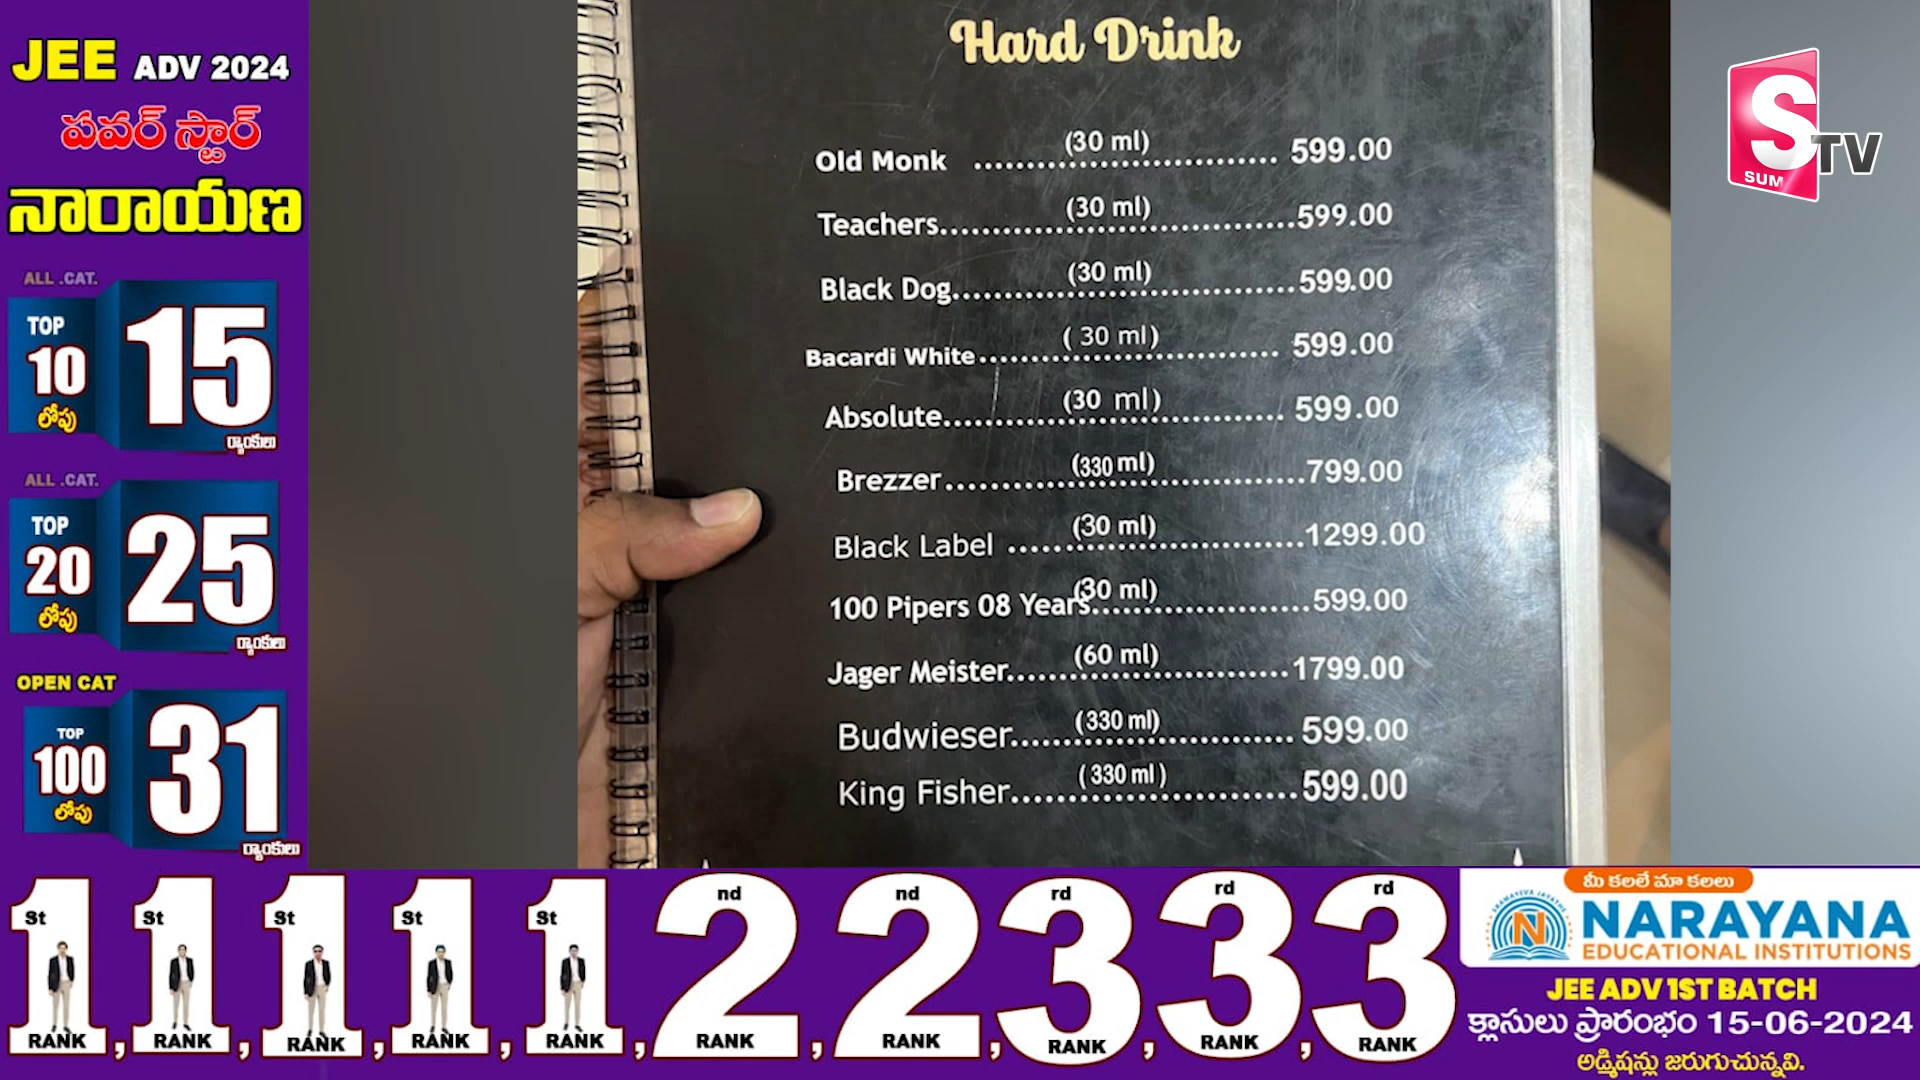 JEE ADV 2024
పవర్ స్టార్
నారాయణ
ALL .CAT.
TOP
10
లోపు
15
ర్యాంకులు
ALL .CAT.
TOP
20
లోపు
25
ర్యాంకులు
OPEN CAT
TOP
100
లోపు
31
ర్యాంకులు
Hard Drink
Old Monk (30 ml) 599.00
Teachers (30 ml) 599.00
Black Dog (30 ml) 599.00
Bacardi White ( 30 ml) 599.00
Absolute (30 ml) 599.00
Brezzer (330 ml) 799.00
Black Label (30 ml) 1299.00
100 Pipers 08 Years (30 ml) 599.00
Jager Meister (60 ml) 1799.00
Budwieser (330 ml) 599.00
King Fisher ( 330 ml ) 599.00
S TV
SUM
1st RANK, 1st RANK, 1st RANK, 1st RANK, 1st RANK, 2nd RANK, 2nd RANK, 3rd RANK, 3rd RANK, 3rd RANK
మీ కలలే మా కలలు
N
NARAYANA
EDUCATIONAL INSTITUTIONS
JEE ADV 1ST BATCH
క్లాసులు ప్రారంభం 15-06-2024
అడ్మిషన్లు జరుగుచున్నవి.